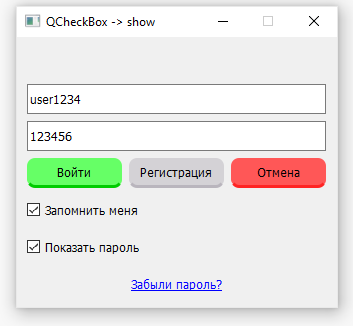 QCheckBox -> show
user1234
123456
Войти Регистрация Отмена
Запомнить меня
Показать пароль
Забыли пароль?